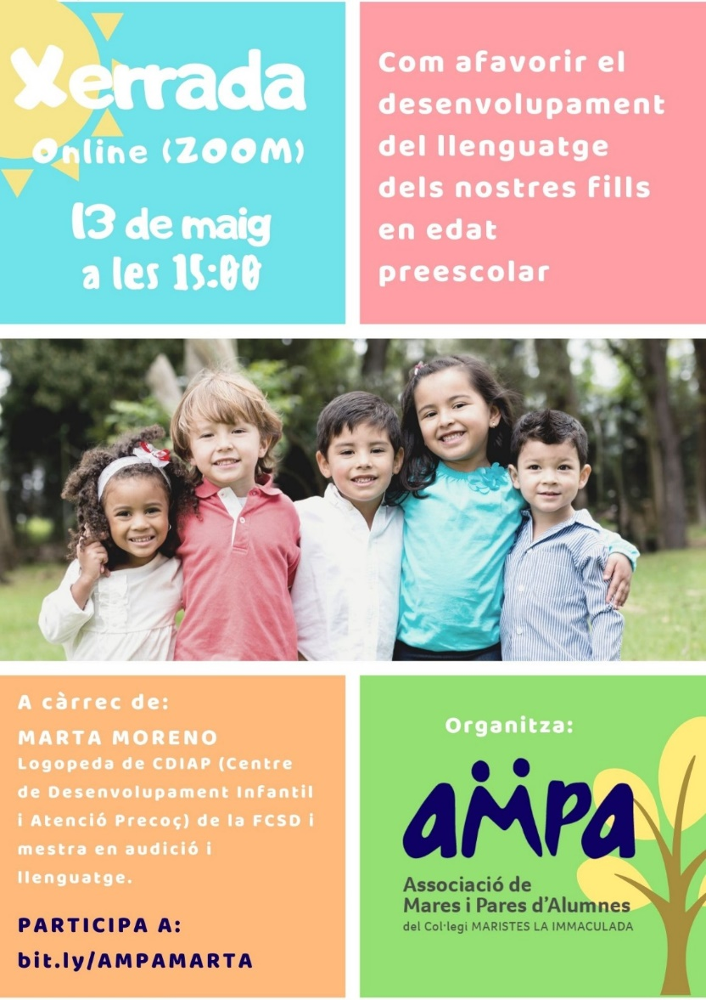 Xerrada
Online (ZOOM)
13 de maig
a les 15:00
Com afavorir el
desenvolupament
del llenguatge
dels nostres fills
en edat
preescolar
A càrrec de:
MARTA MORENO
Logopeda de CDIAP (Centre
de Desenvolupament Infantil
i Atenció Precoç) de la FCSD i
mestra en audició i
llenguatge.
PARTICIPA A:
bit.ly/AMPAMARTA
Organitza:
aMPa
Associació de
Mares i Pares d'Alumnes
del Col·legi MARISTES LA IMMACULADA